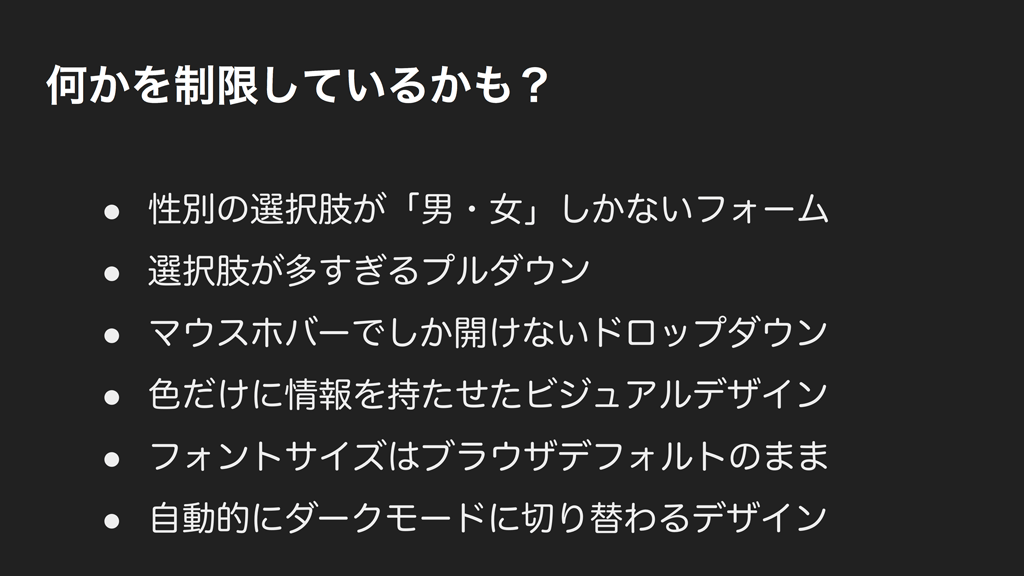 何かを制限しているかも？
● 性別の選択肢が「男・女」しかないフォーム
● 選択肢が多すぎるプルダウン
● マウスホバーでしか開けないドロップダウン
● 色だけに情報を持たせたビジュアルデザイン
● フォントサイズはブラウザデフォルトのまま
● 自動的にダークモードに切り替わるデザイン